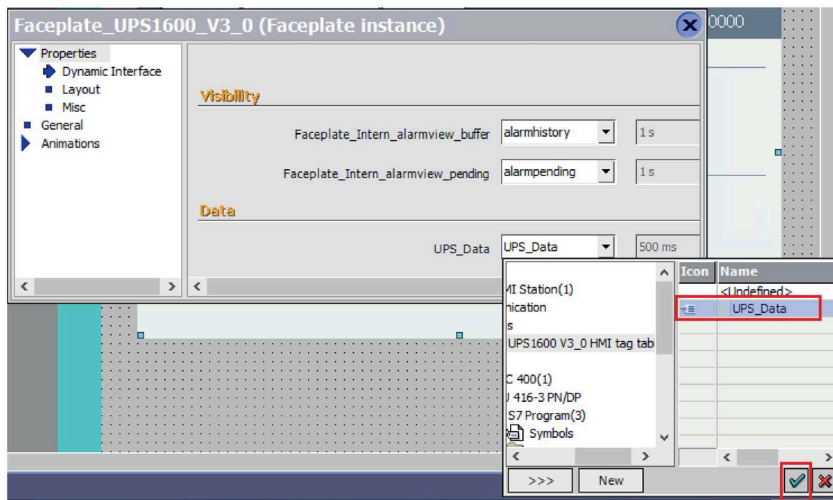 Faceplate_UPS1600_V3_0 (Faceplate instance)
0000
Properties
Dynamic Interface
Layout
Misc
General
Animations
Visibility
Faceplate_Intern_alarmview_buffer alarmhistory 1 s
Faceplate_Intern_alarmview_pending alarmpending 1 s
Data
UPS_Data UPS_Data 500 ms
Icon Name
MI Station(1) <Undefined>
nication UPS_Data
s
UPS1600 V3_0 HMI tag tab
C 400(1)
J 416-3 PN/DP
S7 Program(3)
Symbols
>>> New